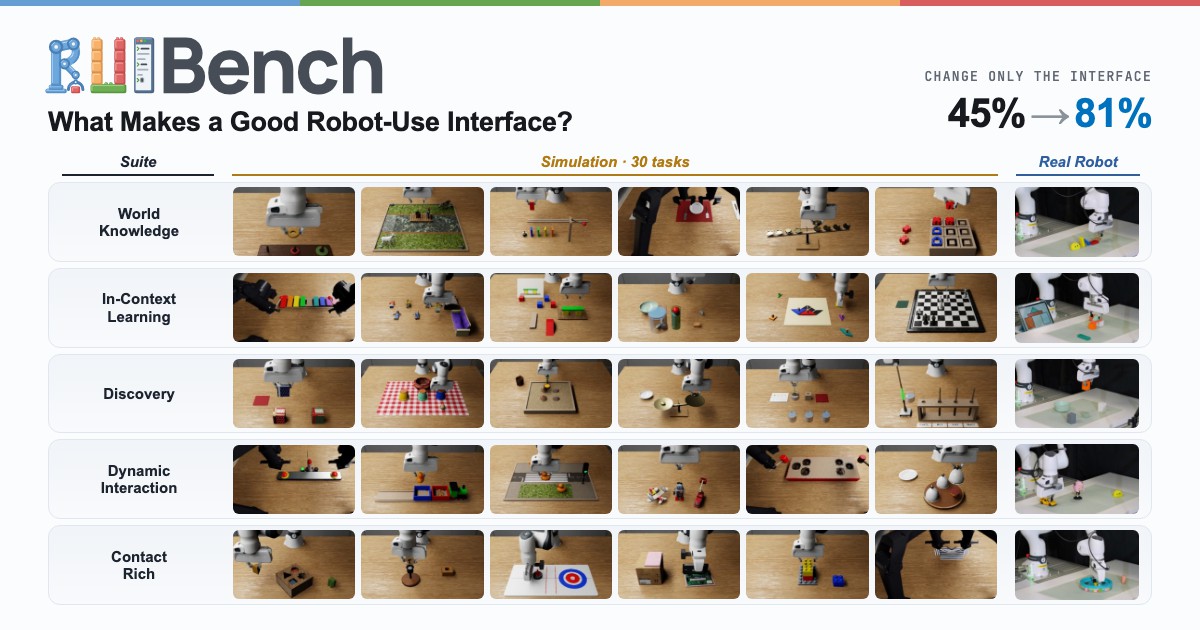 RUIBench
CHANGE ONLY THE INTERFACE
What Makes a Good Robot-Use Interface?
45% → 81%
Suite
Simulation · 30 tasks
Real Robot
World
Knowledge
In-Context
Learning
Discovery
Dynamic
Interaction
Contact
Rich